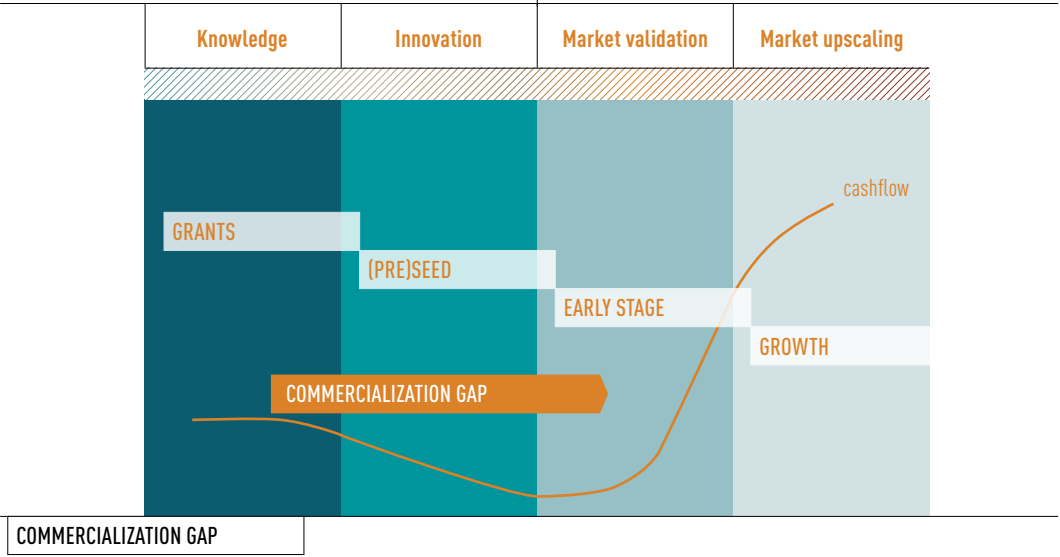 Knowledge
Innovation
Market validation
Market upscaling
cashflow
GRANTS
(PRE)SEED
EARLY STAGE
GROWTH
COMMERCIALIZATION GAP
COMMERCIALIZATION GAP